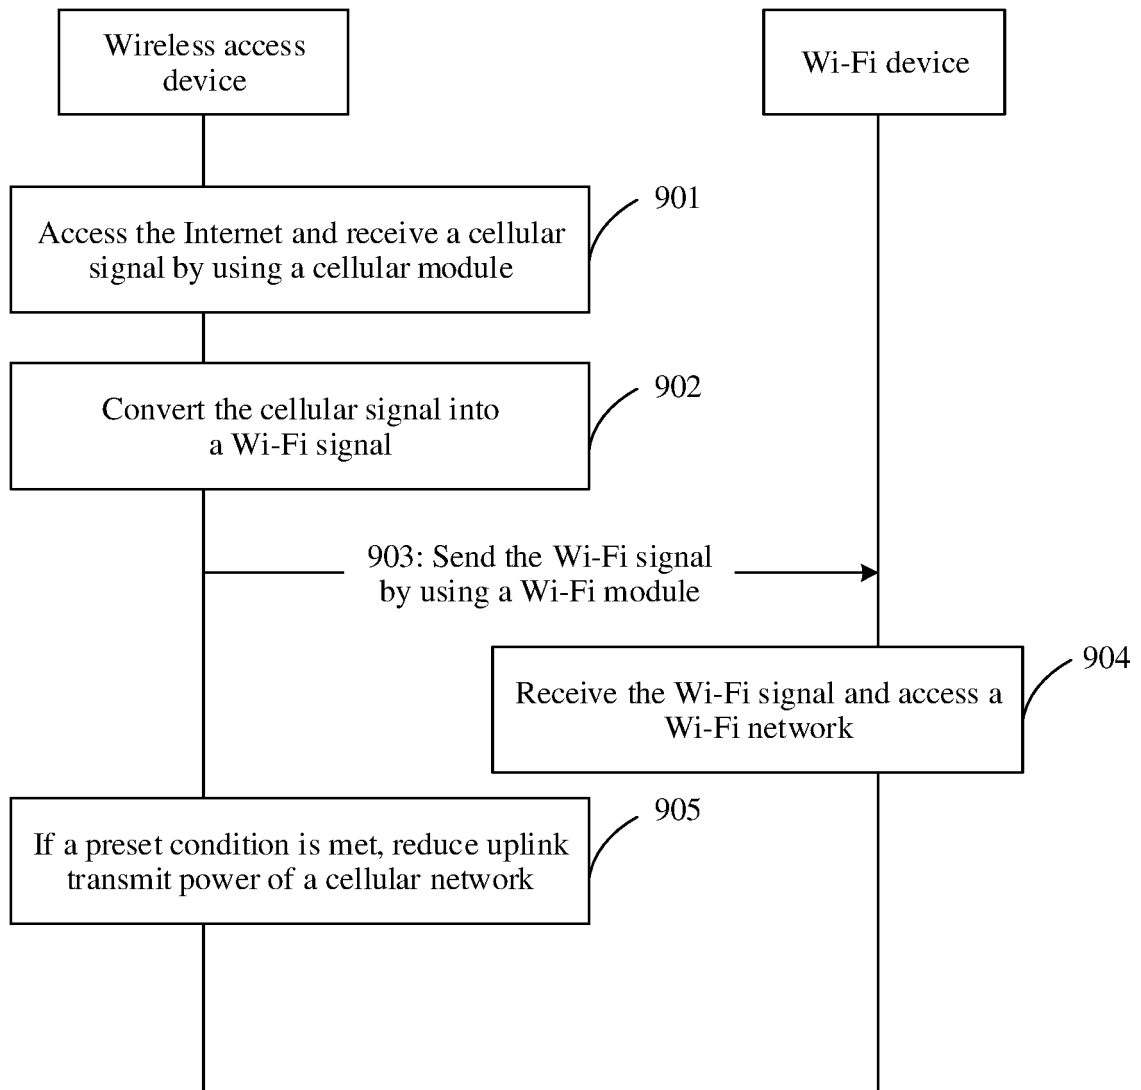 Wireless access
device
Wi-Fi device
901
Access the Internet and receive a cellular
signal by using a cellular module
902
Convert the cellular signal into
a Wi-Fi signal
903: Send the Wi-Fi signal
by using a Wi-Fi module
904
Receive the Wi-Fi signal and access a
Wi-Fi network
905
If a preset condition is met, reduce uplink
transmit power of a cellular network